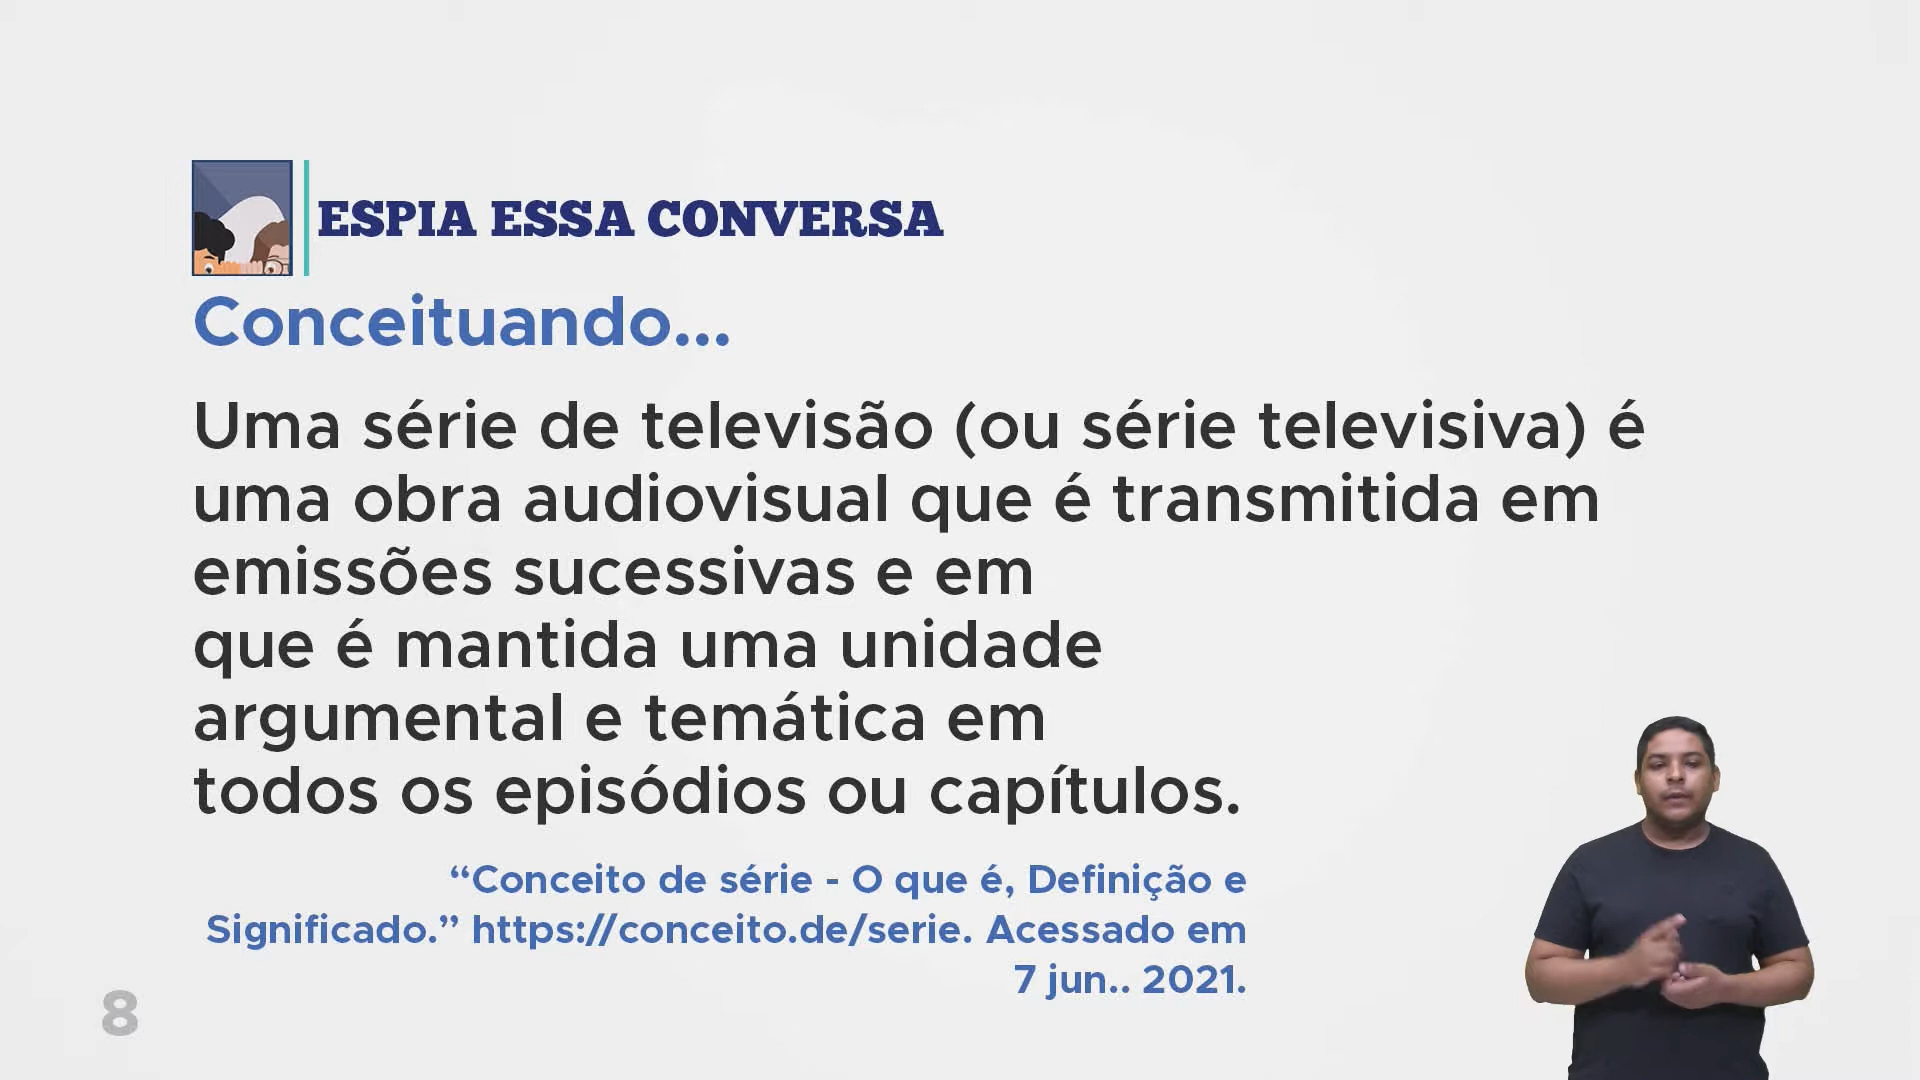 ESPIA ESSA CONVERSA
Conceituando...
Uma série de televisão (ou série televisiva) é
uma obra audiovisual que é transmitida em
emissões sucessivas e em
que é mantida uma unidade
argumental e temática em
todos os episódios ou capítulos.
“Conceito de série - O que é, Definição e
Significado.” https://conceito.de/serie. Acessado em
7 jun.. 2021.
8